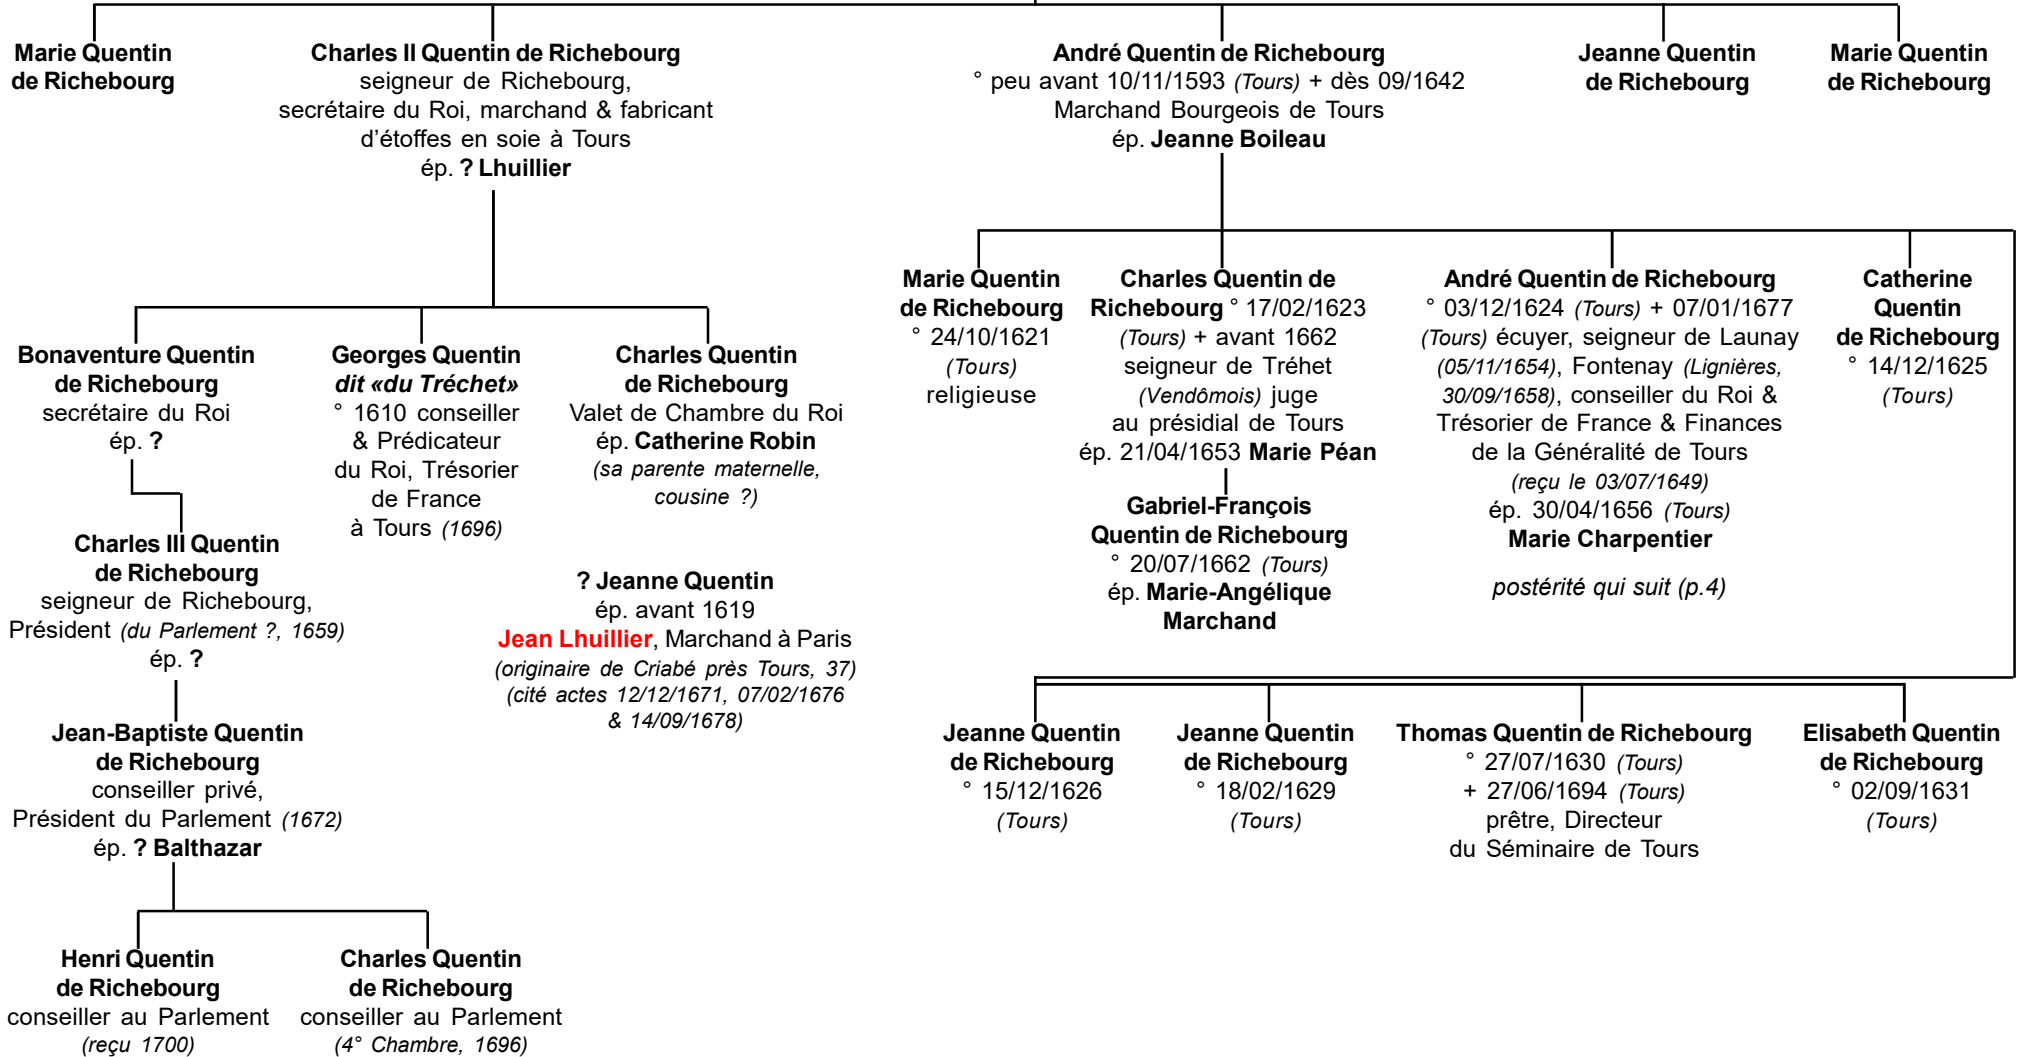 Marie Quentin
de Richebourg
Charles II Quentin de Richebourg
seigneur de Richebourg,
secrétaire du Roi, marchand & fabricant
d’étoffes en soie à Tours
ép. ? Lhuillier
André Quentin de Richebourg
° peu avant 10/11/1593 (Tours) + dès 09/1642
Marchand Bourgeois de Tours
ép. Jeanne Boileau
Jeanne Quentin
de Richebourg
Marie Quentin
de Richebourg
Bonaventure Quentin
de Richebourg
secrétaire du Roi
ép. ?
Georges Quentin
dit «du Tréchet»
° 1610 conseiller
& Prédicateur
du Roi, Trésorier
de France
à Tours (1696)
Charles Quentin
de Richebourg
Valet de Chambre du Roi
ép. Catherine Robin
(sa parente maternelle,
cousine ?)
Marie Quentin
de Richebourg
° 24/10/1621
(Tours)
religieuse
Charles Quentin de
Richebourg ° 17/02/1623
(Tours) + avant 1662
seigneur de Tréhet
(Vendômois) juge
au présidial de Tours
ép. 21/04/1653 Marie Péan
André Quentin de Richebourg
° 03/12/1624 (Tours) + 07/01/1677
(Tours) écuyer, seigneur de Launay
(05/11/1654), Fontenay (Lignières,
30/09/1658), conseiller du Roi &
Trésorier de France & Finances
de la Généralité de Tours
(reçu le 03/07/1649)
ép. 30/04/1656 (Tours)
Marie Charpentier
postérité qui suit (p.4)
Catherine
Quentin
de Richebourg
° 14/12/1625
(Tours)
Charles III Quentin
de Richebourg
seigneur de Richebourg,
Président (du Parlement ?, 1659)
ép. ?
? Jeanne Quentin
ép. avant 1619
Jean Lhuillier, Marchand à Paris
(originaire de Criabé près Tours, 37)
(cité actes 12/12/1671, 07/02/1676
& 14/09/1678)
Gabriel-François
Quentin de Richebourg
° 20/07/1662 (Tours)
ép. Marie-Angélique
Marchand
Jean-Baptiste Quentin
de Richebourg
conseiller privé,
Président du Parlement (1672)
ép. ? Balthazar
Jeanne Quentin
de Richebourg
° 15/12/1626
(Tours)
Jeanne Quentin
de Richebourg
° 18/02/1629
(Tours)
Thomas Quentin de Richebourg
° 27/07/1630 (Tours)
+ 27/06/1694 (Tours)
prêtre, Directeur
du Séminaire de Tours
Elisabeth Quentin
de Richebourg
° 02/09/1631
(Tours)
Henri Quentin
de Richebourg
conseiller au Parlement
(reçu 1700)
Charles Quentin
de Richebourg
conseiller au Parlement
(4° Chambre, 1696)